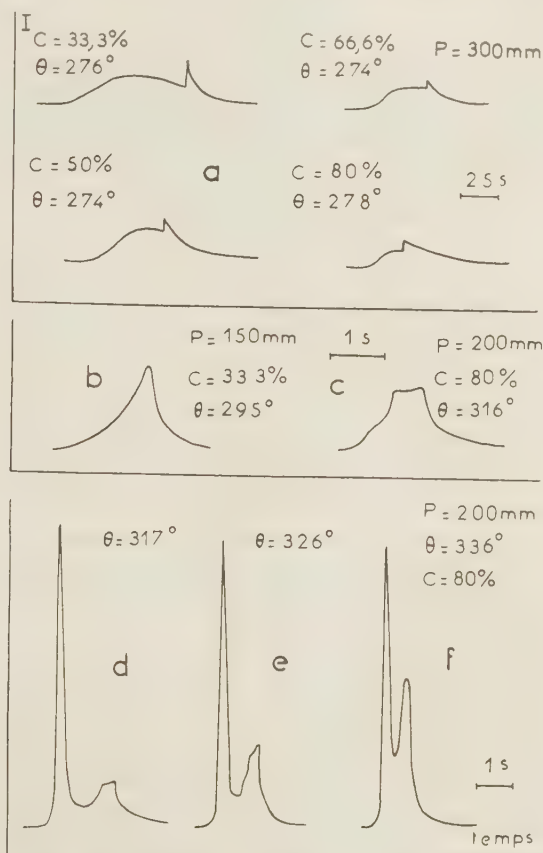 I
C = 33,3%
θ = 276°
C = 66,6%
θ = 274°
P = 300mm
C = 50%
θ = 274°
a
C = 80%
θ = 278°
25 s
b
P = 150mm
C = 33 3%
θ = 295°
1 s
c
P = 200mm
C = 80%
θ = 316°
θ = 317°
θ = 326°
P = 200mm
θ = 336°
C = 80%
d
e
f
1 s
temps